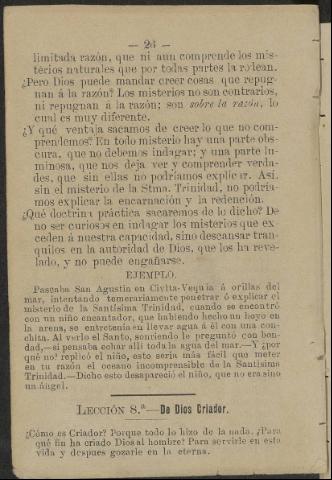 — 26 —
limitada razón, que ni aun comprende los mis-
térios naturales que por todas partes la rodean.
¿Pero Dios puede mandar creer cosas que repug-
nan á la razón? Los misterios no son contrarios,
ni repugnan á la razón; son sobre la razón, lo
cual es muy diferente.
¿Y qué ventaja sacamos de creer lo que no com-
prendemos? En todo misterio hay una parte obs-
cura, que no debemos indagar; y una parte lu-
minosa, que nos deja ver y comprender verda-
des, que sin ellas no podríamos explicar. Así,
sin el misterio de la Stma. Trinidad, no podría-
mos explicar la encarnación y la redención.
¿Qué doctrina práctica sacaremos de lo dicho? De
no ser curiosos en indagar los misterios que ex-
ceden á nuestra capacidad, sino descansar tran-
quilos en la autoridad de Dios, que los ha reve-
lado, y no puede engañarse.
EJEMPLO.
Paseaba San Agustín en Civita-Vequia á orillas del
mar, intentando temerariamente penetrar ó explicar el
misterio de la Santísima Trinidad, cuando se encontró
con un niño encantador, que habiendo hecho un hoyo en
la arena, se entretenía en llevar agua á él con una con-
chita. Al verlo el Santo, sonriendo le preguntó con bon-
dad,—si pensaba echar allí toda la agua del mar.—Y ¿por
qué no! replicó el niño, esto sería más fácil que meter
en tu razón el oceano incomprensible de la Santísima
Trinidad.—Dicho esto desapareció el niño, que no era sino
un ángel.
LECCIÓN 8.ª—De Dios Criador.
¿Cómo es Criador? Porque todo lo hizo de la nada. ¿Para
qué fin ha criado Dios al hombre? Para servirle en esta
vida y despues gozarle en la eterna.